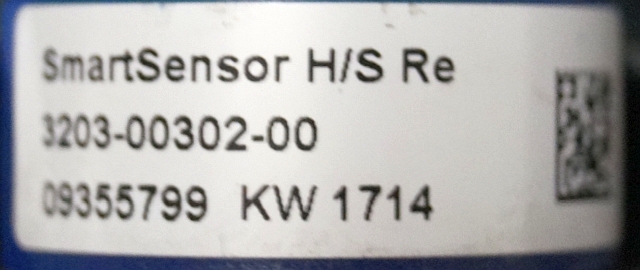 SmartSensor H/S Re
3203-00302-00
09355799 KW 1714